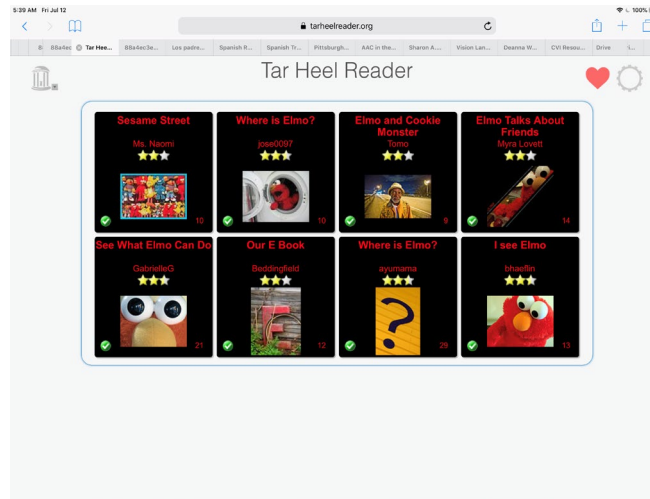 5:39 AM Fri Jul 12
100%
tarheelreader.org
Tar Hee...
Los padre...
Spanish R...
Spanish Tr...
Pittsburgh...
AAC in the...
Sharon A....
Vision Lan...
Deanna W...
CVI Resou...
Drive
Tar Heel Reader
Sesame Street
Ms. Naomi
10
Where is Elmo?
jose0097
10
Elmo and Cookie
Monster
Tomo
9
Elmo Talks About
Friends
Myra Lovett
14
See What Elmo Can Do
GabrielleG
21
Our E Book
Beddingfield
12
Where is Elmo?
ayumama
29
I see Elmo
bhaeflin
13